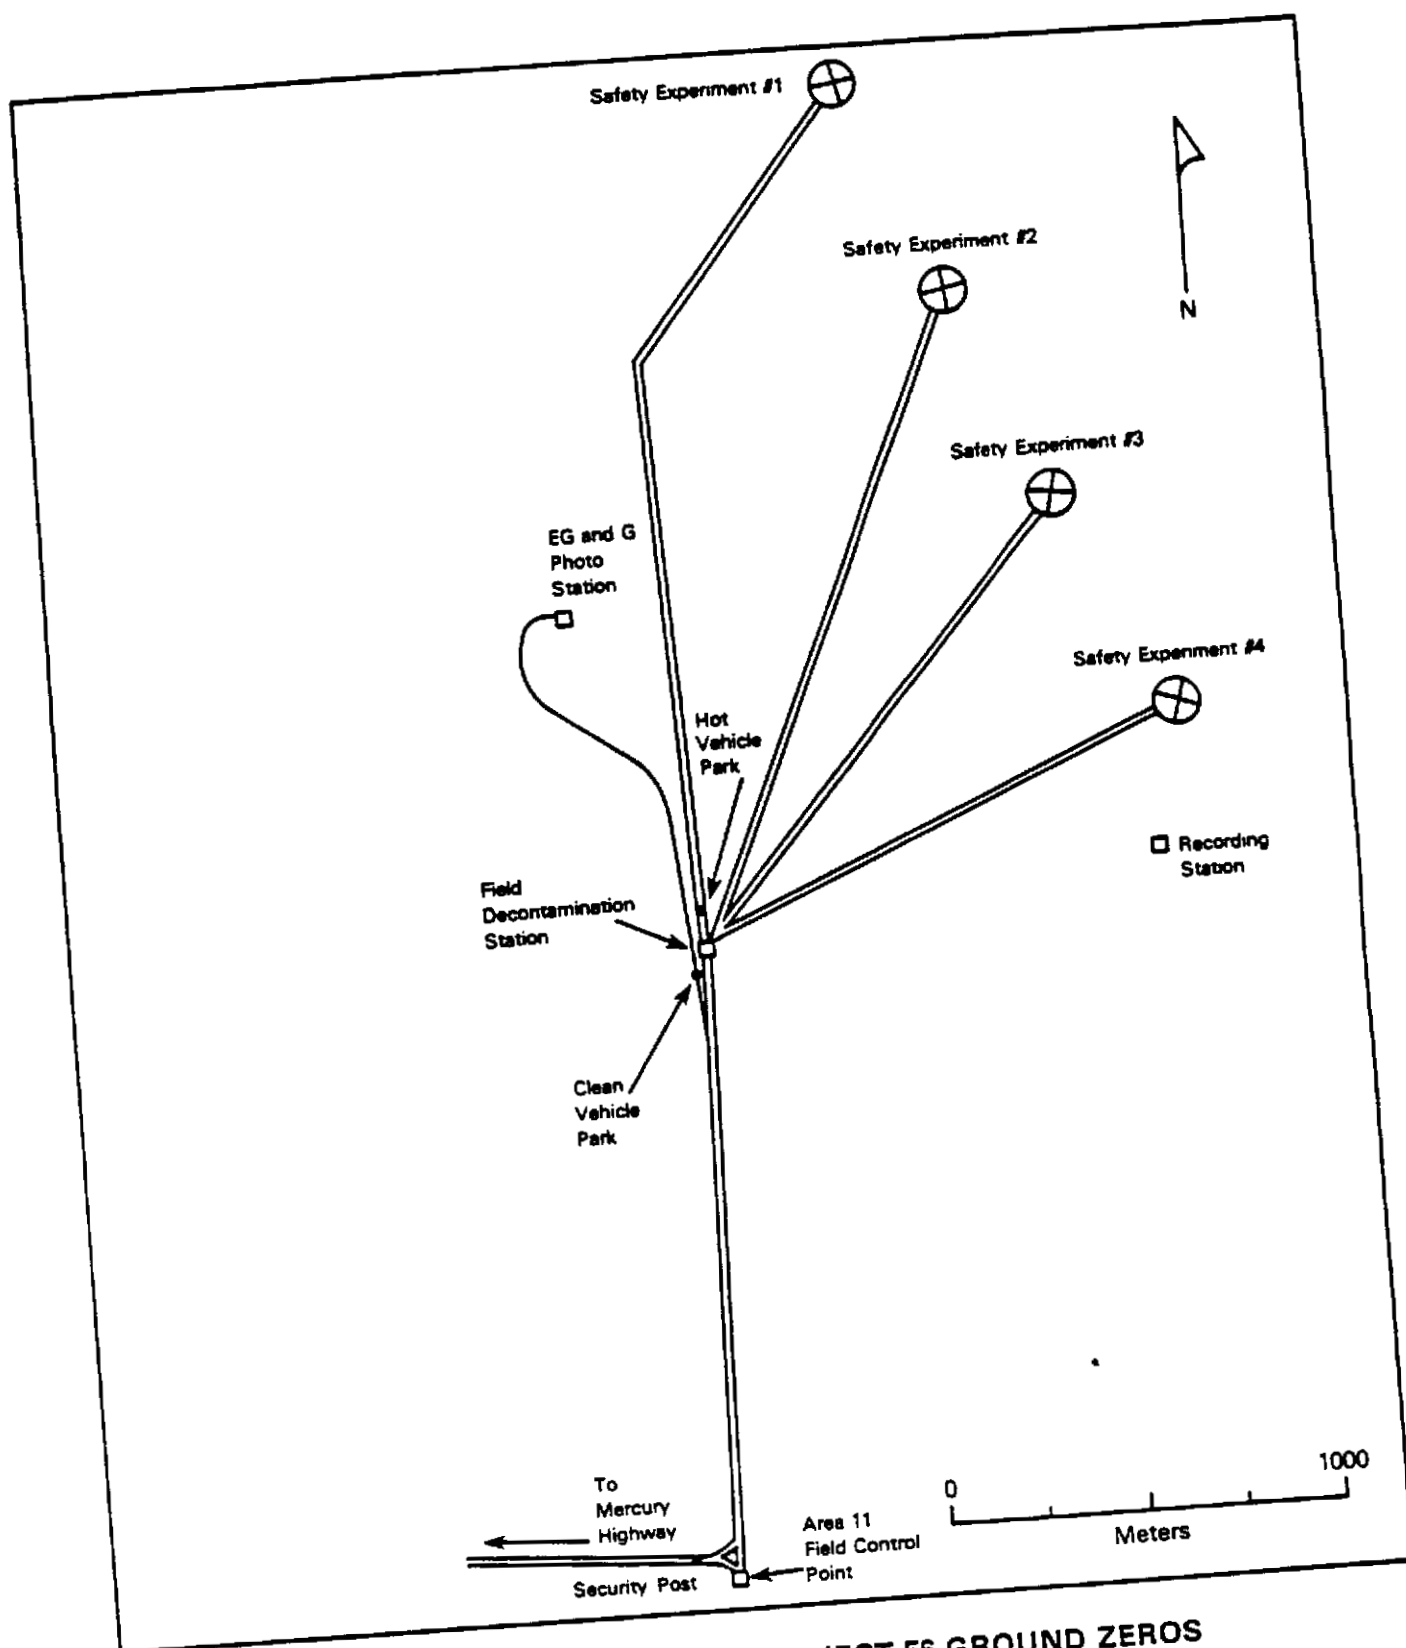 Safety Experiment #1
Safety Experiment #2
N
Safety Experiment #3
EG and G
Photo
Station
Safety Experiment #4
Hot
Vehicle
Park
Recording
Station
Field
Decontamination
Station
Clean
Vehicle
Park
To
Mercury
Highway
Security Post
Area 11
Field Control
Point
0
1000
Meters
56 GROUND ZEROS